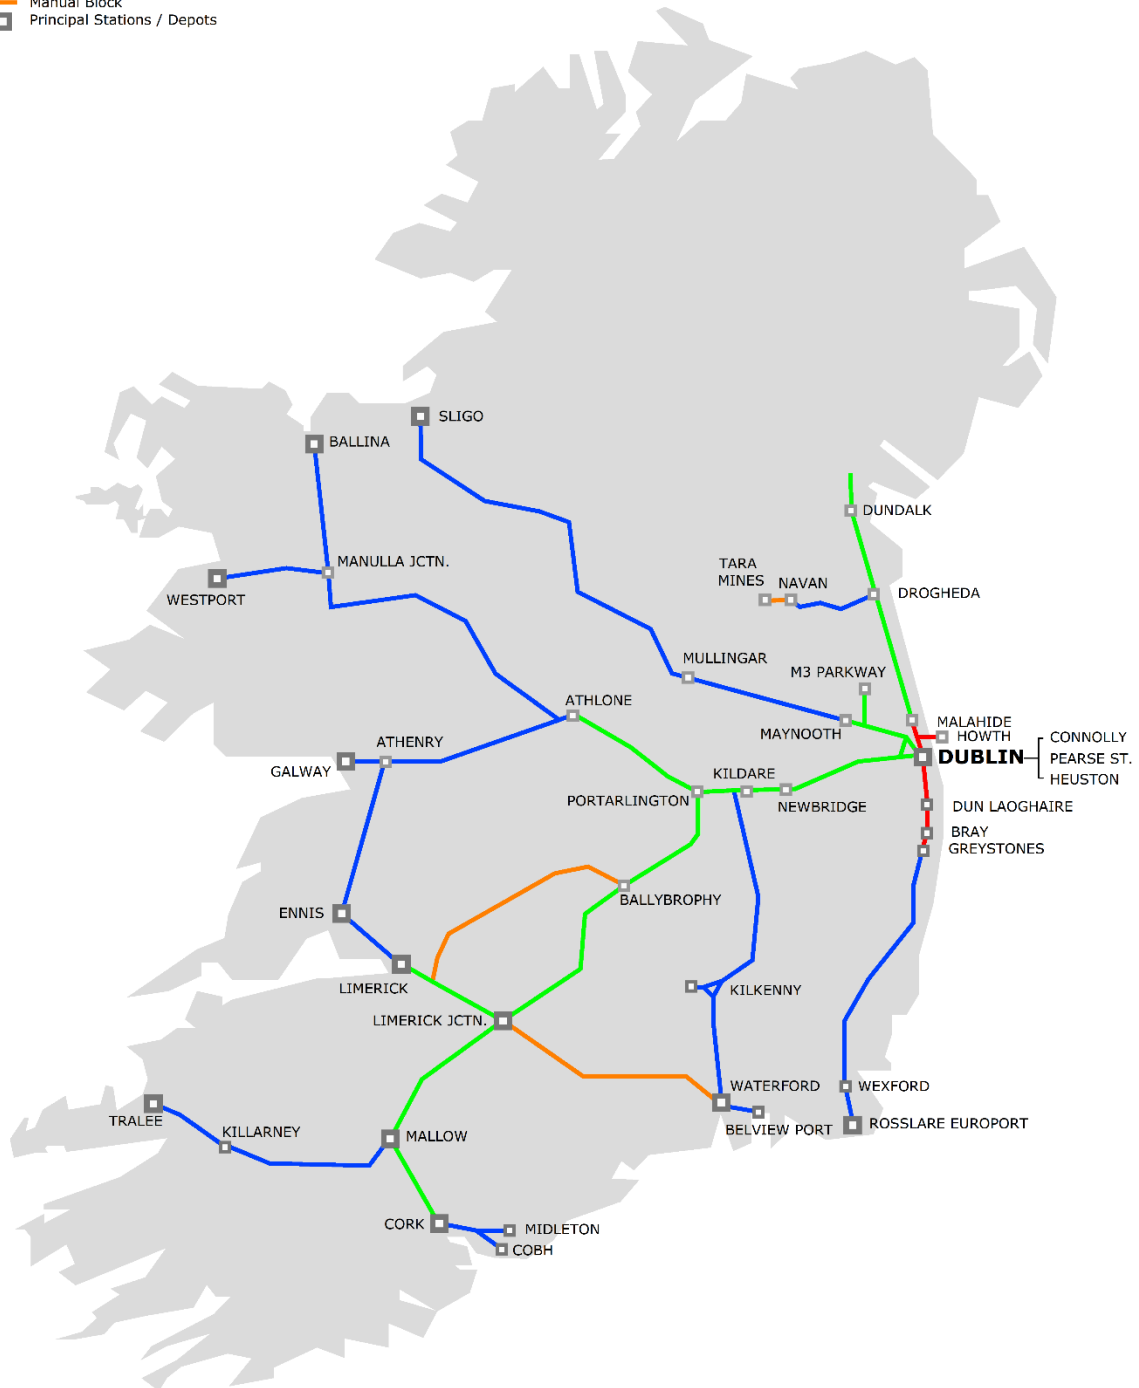 Manual Block
Principal Stations / Depots
SLIGO
BALLINA
DUNDALK
MANULLA JCTN.
TARA
MINES
NAVAN
WESTPORT
DROGHEDA
MULLINGAR
M3 PARKWAY
ATHLONE
MALAHIDE
MAYNOOTH
HOWTH
CONNOLLY
ATHENRY
DUBLIN
PEARSE ST.
GALWAY
KILDARE
HEUSTON
PORTARLINGTON
NEWBRIDGE
DUN LAOGHAIRE
BRAY
GREYSTONES
BALLYBROPHY
ENNIS
LIMERICK
KILKENNY
LIMERICK JCTN.
WATERFORD
WEXFORD
TRALEE
ROSSLARE EUROPORT
BELVIEW PORT
KILLARNEY
MALLOW
CORK
MIDLETON
COBH